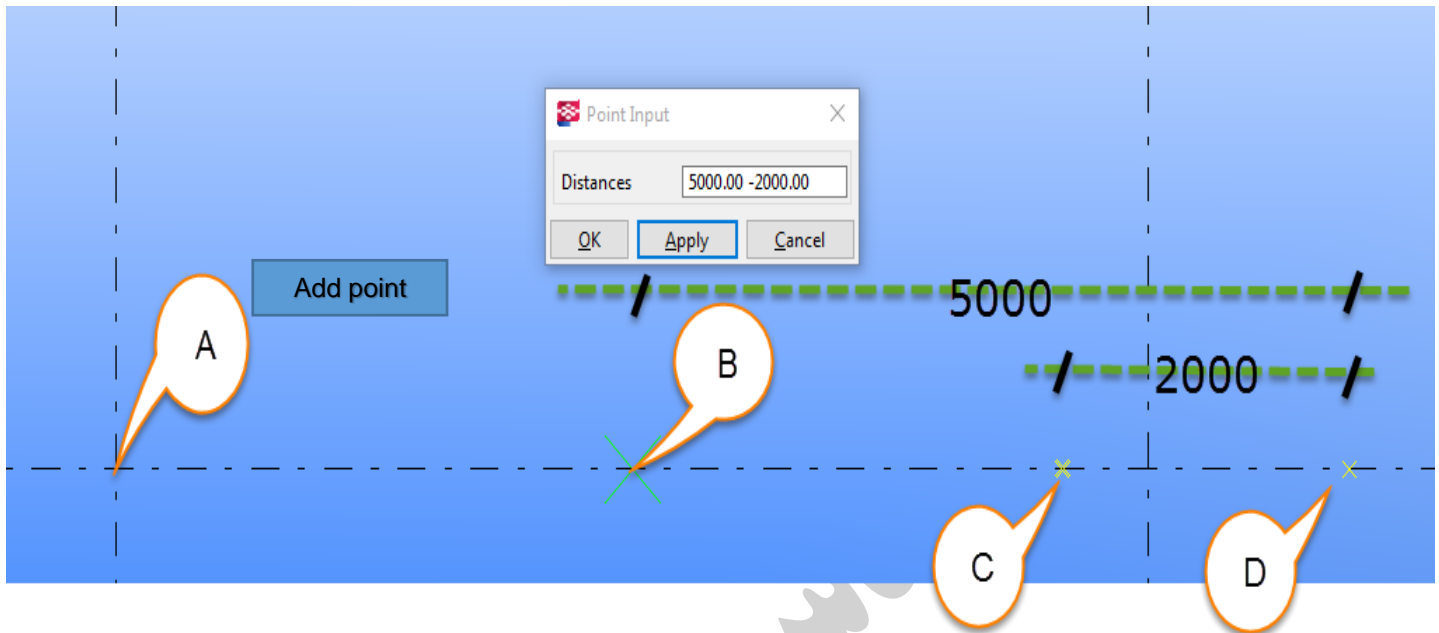 Point Input
Distances 5000.00 -2000.00
OK Apply Cancel
Add point
5000
A
B
2000
C
D